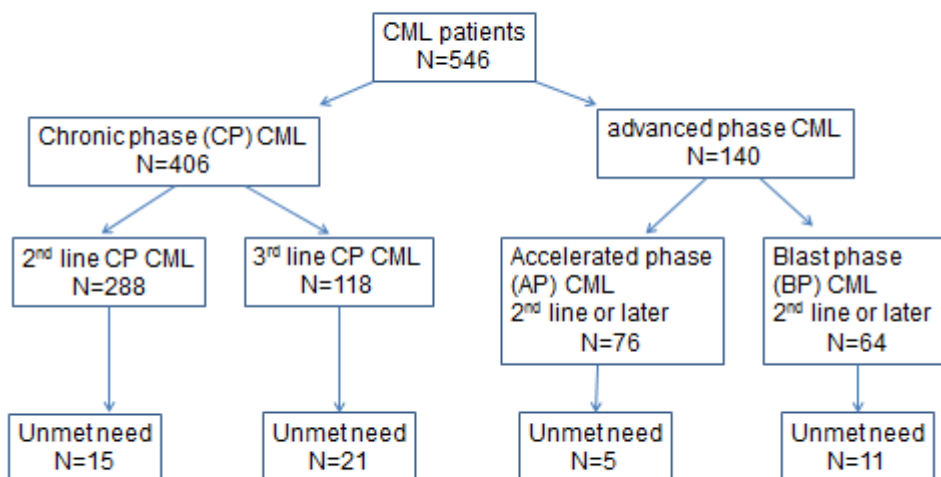 CML patients
N=546
Chronic phase (CP) CML
N=406
advanced phase CML
N=140
2nd line CP CML
N=288
3rd line CP CML
N=118
Accelerated phase
(AP) CML
2nd line or later
N=76
Blast phase
(BP) CML
2nd line or later
N=64
Unmet need
N=15
Unmet need
N=21
Unmet need
N=5
Unmet need
N=11